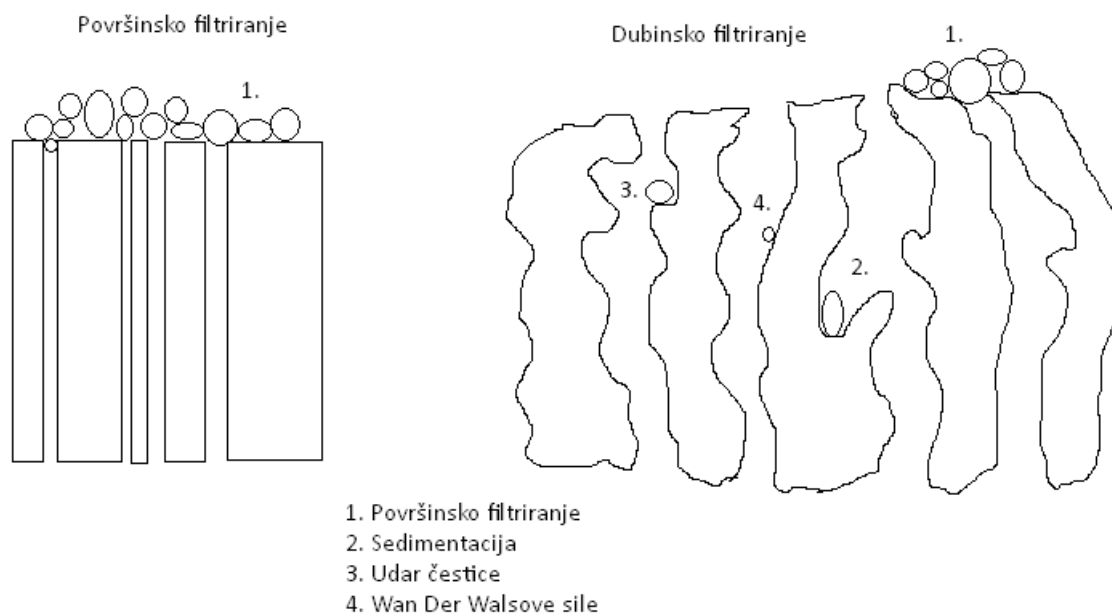 Površinsko filtriranje
Dubinsko filtriranje
1.
1.
3.
4.
2.
1. Površinsko filtriranje
2. Sedimentacija
3. Udar čestice
4. Wan Der Walsove sile